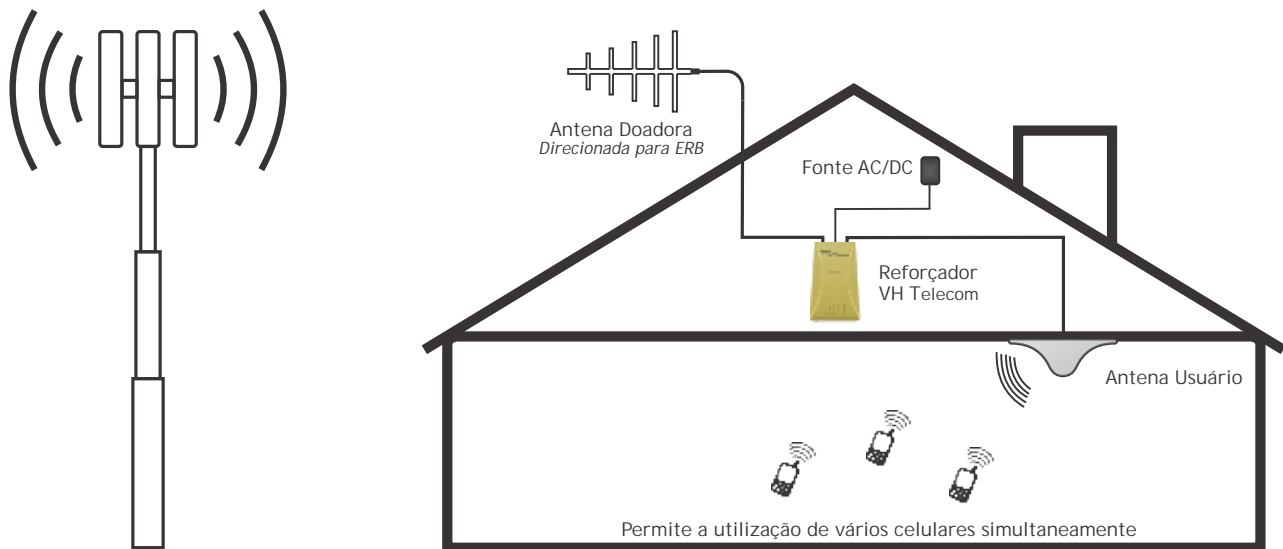 Antena Doadora
Direcionada para ERB
Fonte AC/DC
Reforçador
VH Telecom
Antena Usuário
Permite a utilização de vários celulares simultaneamente